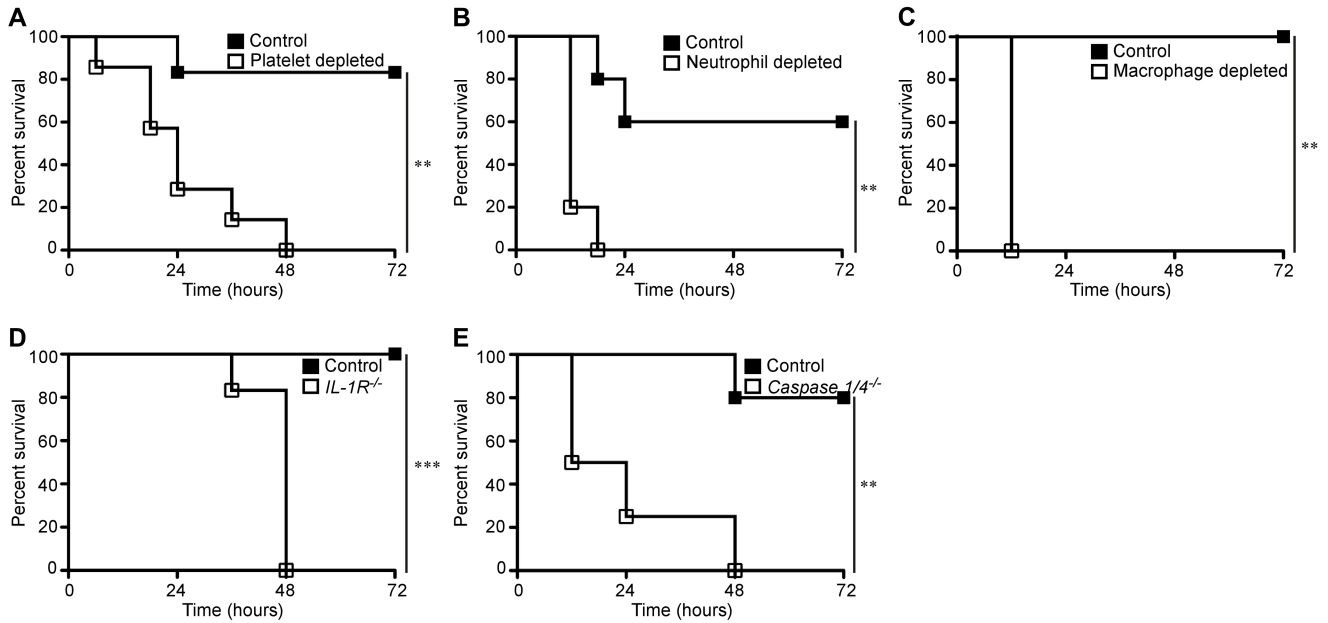 A
Percent survival
100
80
60
40
20
0
0
24
48
72
Time (hours)
Control
Platelet depleted
**
B
Percent survival
100
80
60
40
20
0
0
24
48
72
Time (hours)
Control
Neutrophil depleted
**
C
Percent survival
100
80
60
40
20
0
0
24
48
72
Time (hours)
Control
Macrophage depleted
**
D
Percent survival
100
80
60
40
20
0
0
24
48
72
Time (hours)
Control
IL-1R-/-
***
E
Percent survival
100
80
60
40
20
0
0
24
48
72
Time (hours)
Control
Caspase 1/4-/-
**